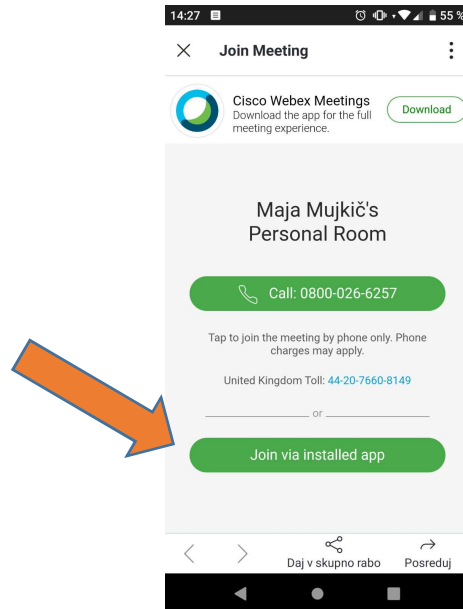 14:27 55 %
Join Meeting
Cisco Webex Meetings
Download the app for the full
meeting experience.
Download
Maja Mujkič's
Personal Room
Call: 0800-026-6257
Tap to join the meeting by phone only. Phone
charges may apply.
United Kingdom Toll: 44-20-7660-8149
or
Join via installed app
Daj v skupno rabo
Posreduj